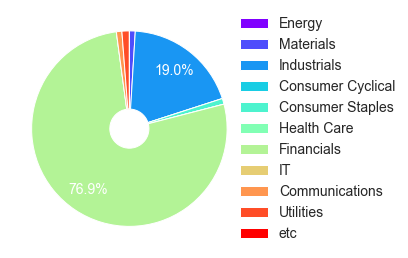 19.0%
76.9%
Energy
Materials
Industrials
Consumer Cyclical
Consumer Staples
Health Care
Financials
IT
Communications
Utilities
etc